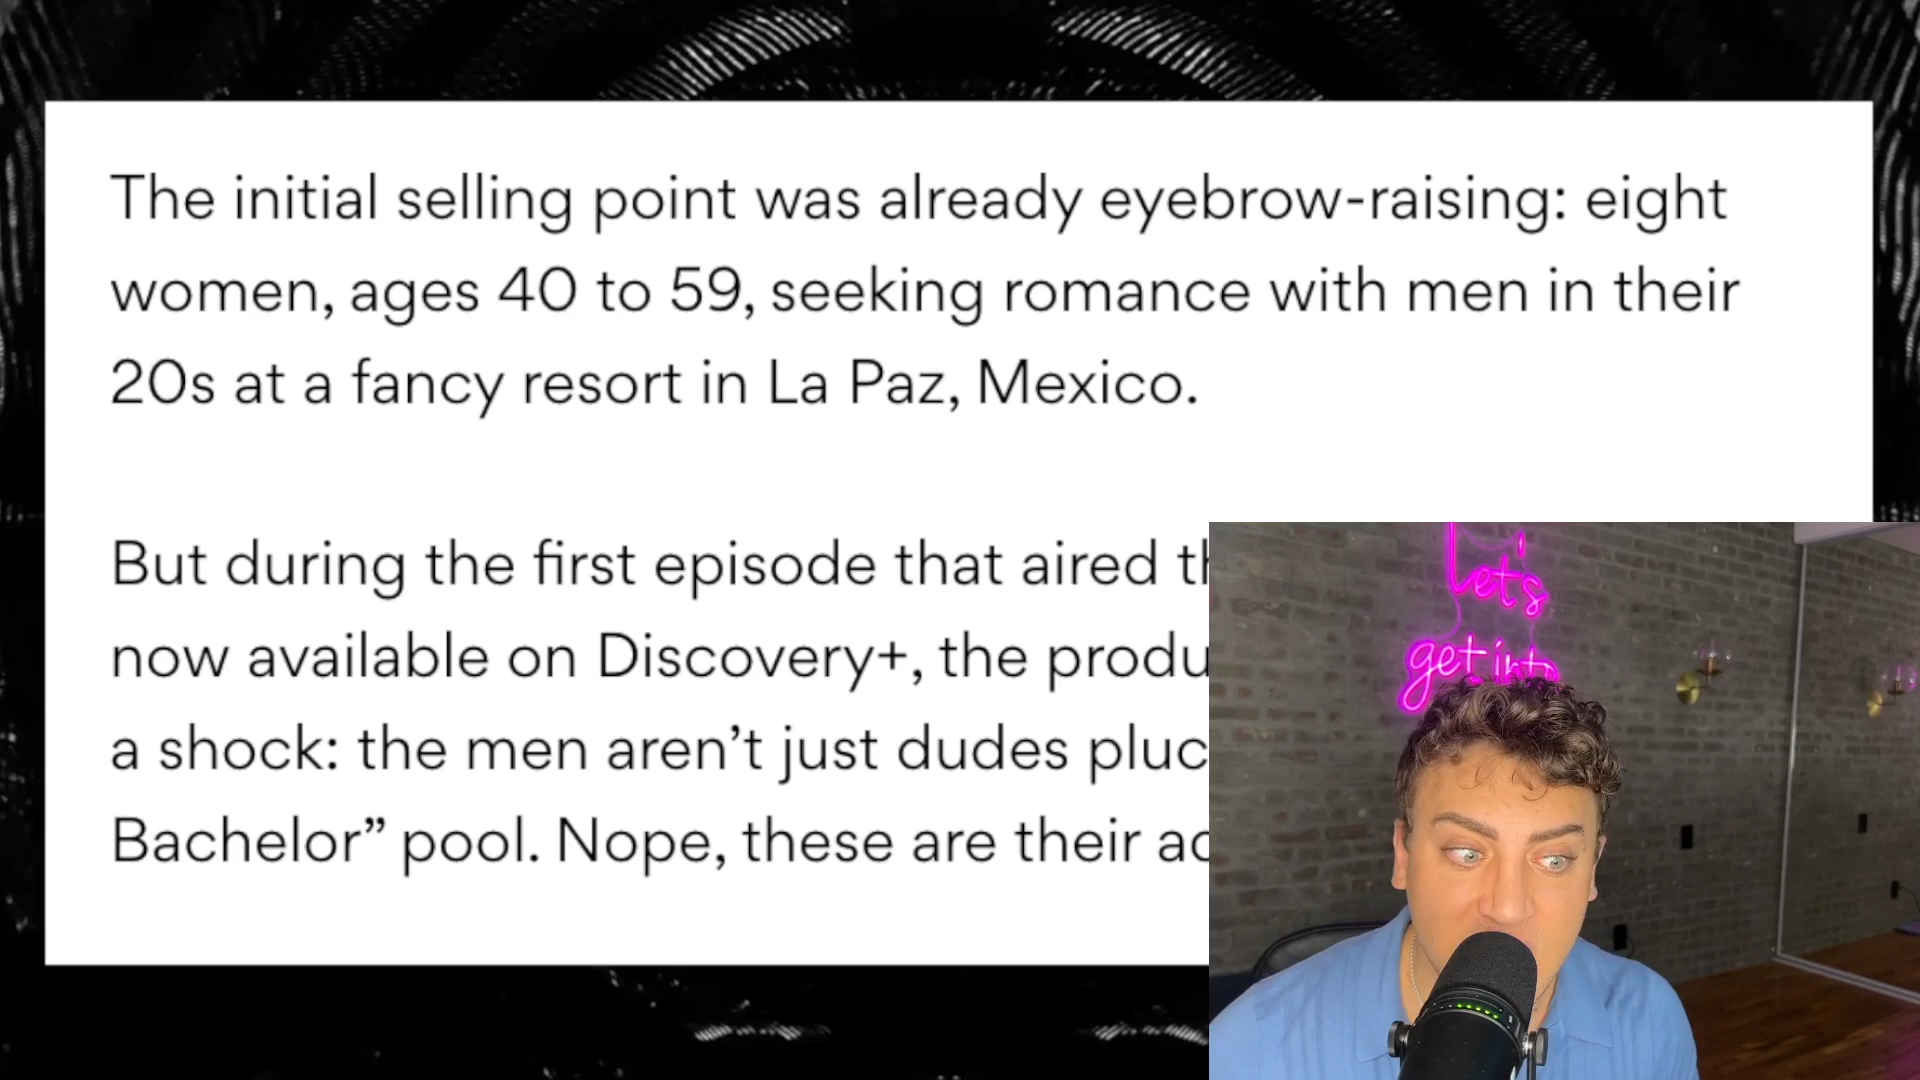 The initial selling point was already eyebrow-raising: eight
women, ages 40 to 59, seeking romance with men in their
20s at a fancy resort in La Paz, Mexico.
But during the first episode that aired
now available on Discovery+, the
a shock: the men aren’t just dudes
Bachelor” pool. Nope, these are their
Let's
get into